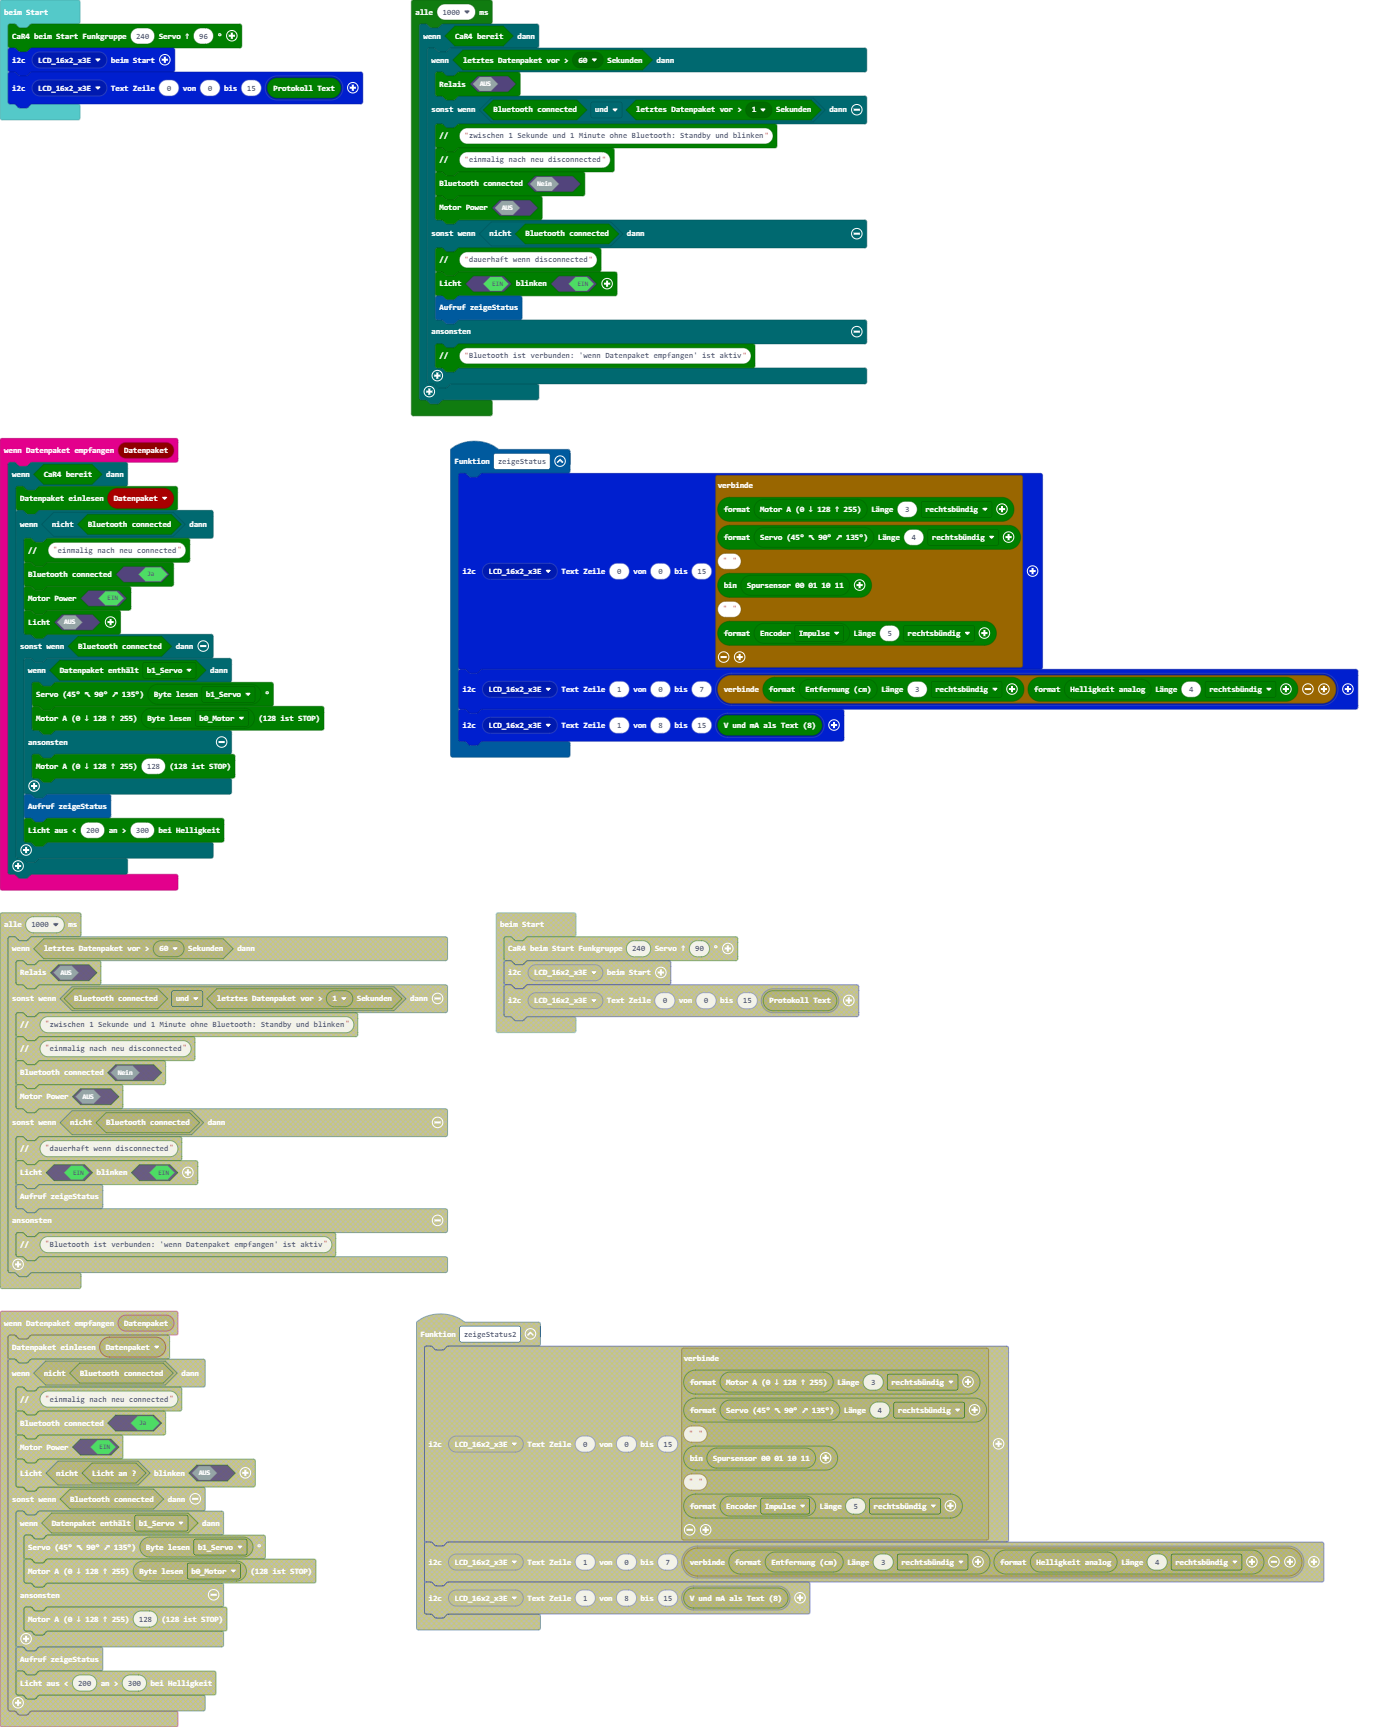 beim Start
CaR4 beim Start Funkgruppe 240 Servo ↑ 96 °
i2c LCD_16x2_x3E beim Start
i2c LCD_16x2_x3E Text Zeile 0 von 0 bis 15 Protokoll Text
alle 1000 ms
wenn CaR4 bereit dann
wenn letztes Datenpaket vor > 60 Sekunden dann
Relais AUS
sonst wenn Bluetooth connected und letztes Datenpaket vor > 1 Sekunden dann
// "zwischen 1 Sekunde und 1 Minute ohne Bluetooth: Standby und blinken"
// "einmalig nach neu disconnected"
Bluetooth connected Nein
Motor Power AUS
sonst wenn nicht Bluetooth connected dann
// "dauerhaft wenn disconnected"
Licht EIN blinken EIN
Aufruf zeigeStatus
ansonsten
// "Bluetooth ist verbunden: 'wenn Datenpaket empfangen' ist aktiv"
wenn Datenpaket empfangen Datenpaket
wenn CaR4 bereit dann
Datenpaket einlesen Datenpaket
wenn nicht Bluetooth connected dann
// "einmalig nach neu connected"
Bluetooth connected Ja
Motor Power EIN
Licht AUS
sonst wenn Bluetooth connected dann
wenn Datenpaket enthält b1_Servo dann
Servo (45° ↖ 90° ↗ 135°) Byte lesen b1_Servo °
Motor A (0 ↓ 128 ↑ 255) Byte lesen b0_Motor (128 ist STOP)
ansonsten
Motor A (0 ↓ 128 ↑ 255) 128 (128 ist STOP)
Aufruf zeigeStatus
Licht aus < 200 an > 300 bei Helligkeit
Funktion zeigeStatus
verbinde
format Motor A (0 ↓ 128 ↑ 255) Länge 3 rechtsbündig
format Servo (45° ↖ 90° ↗ 135°) Länge 4 rechtsbündig
" "
i2c LCD_16x2_x3E Text Zeile 0 von 0 bis 15
bin Spursensor 00 01 10 11
" "
format Encoder Impulse Länge 5 rechtsbündig
i2c LCD_16x2_x3E Text Zeile 1 von 0 bis 7 verbinde format Entfernung (cm) Länge 3 rechtsbündig format Helligkeit analog Länge 4 rechtsbündig
i2c LCD_16x2_x3E Text Zeile 1 von 8 bis 15 V und mA als Text (8)
alle 1000 ms
wenn letztes Datenpaket vor > 60 Sekunden dann
Relais AUS
sonst wenn Bluetooth connected und letztes Datenpaket vor > 1 Sekunden dann
// "zwischen 1 Sekunde und 1 Minute ohne Bluetooth: Standby und blinken"
// "einmalig nach neu disconnected"
Bluetooth connected Nein
Motor Power AUS
sonst wenn nicht Bluetooth connected dann
// "dauerhaft wenn disconnected"
Licht EIN blinken EIN
Aufruf zeigeStatus
ansonsten
// "Bluetooth ist verbunden: 'wenn Datenpaket empfangen' ist aktiv"
beim Start
CaR4 beim Start Funkgruppe 240 Servo ↑ 90 °
i2c LCD_16x2_x3E beim Start
i2c LCD_16x2_x3E Text Zeile 0 von 0 bis 15 Protokoll Text
wenn Datenpaket empfangen Datenpaket
Datenpaket einlesen Datenpaket
wenn nicht Bluetooth connected dann
// "einmalig nach neu connected"
Bluetooth connected Ja
Motor Power EIN
Licht nicht Licht an ? blinken AUS
sonst wenn Bluetooth connected dann
wenn Datenpaket enthält b1_Servo dann
Servo (45° ↖ 90° ↗ 135°) Byte lesen b1_Servo °
Motor A (0 ↓ 128 ↑ 255) Byte lesen b0_Motor (128 ist STOP)
ansonsten
Motor A (0 ↓ 128 ↑ 255) 128 (128 ist STOP)
Aufruf zeigeStatus
Licht aus < 200 an > 300 bei Helligkeit
Funktion zeigeStatus2
verbinde
format Motor A (0 ↓ 128 ↑ 255) Länge 3 rechtsbündig
format Servo (45° ↖ 90° ↗ 135°) Länge 4 rechtsbündig
" "
i2c LCD_16x2_x3E Text Zeile 0 von 0 bis 15
bin Spursensor 00 01 10 11
" "
format Encoder Impulse Länge 5 rechtsbündig
i2c LCD_16x2_x3E Text Zeile 1 von 0 bis 7 verbinde format Entfernung (cm) Länge 3 rechtsbündig format Helligkeit analog Länge 4 rechtsbündig
i2c LCD_16x2_x3E Text Zeile 1 von 8 bis 15 V und mA als Text (8)